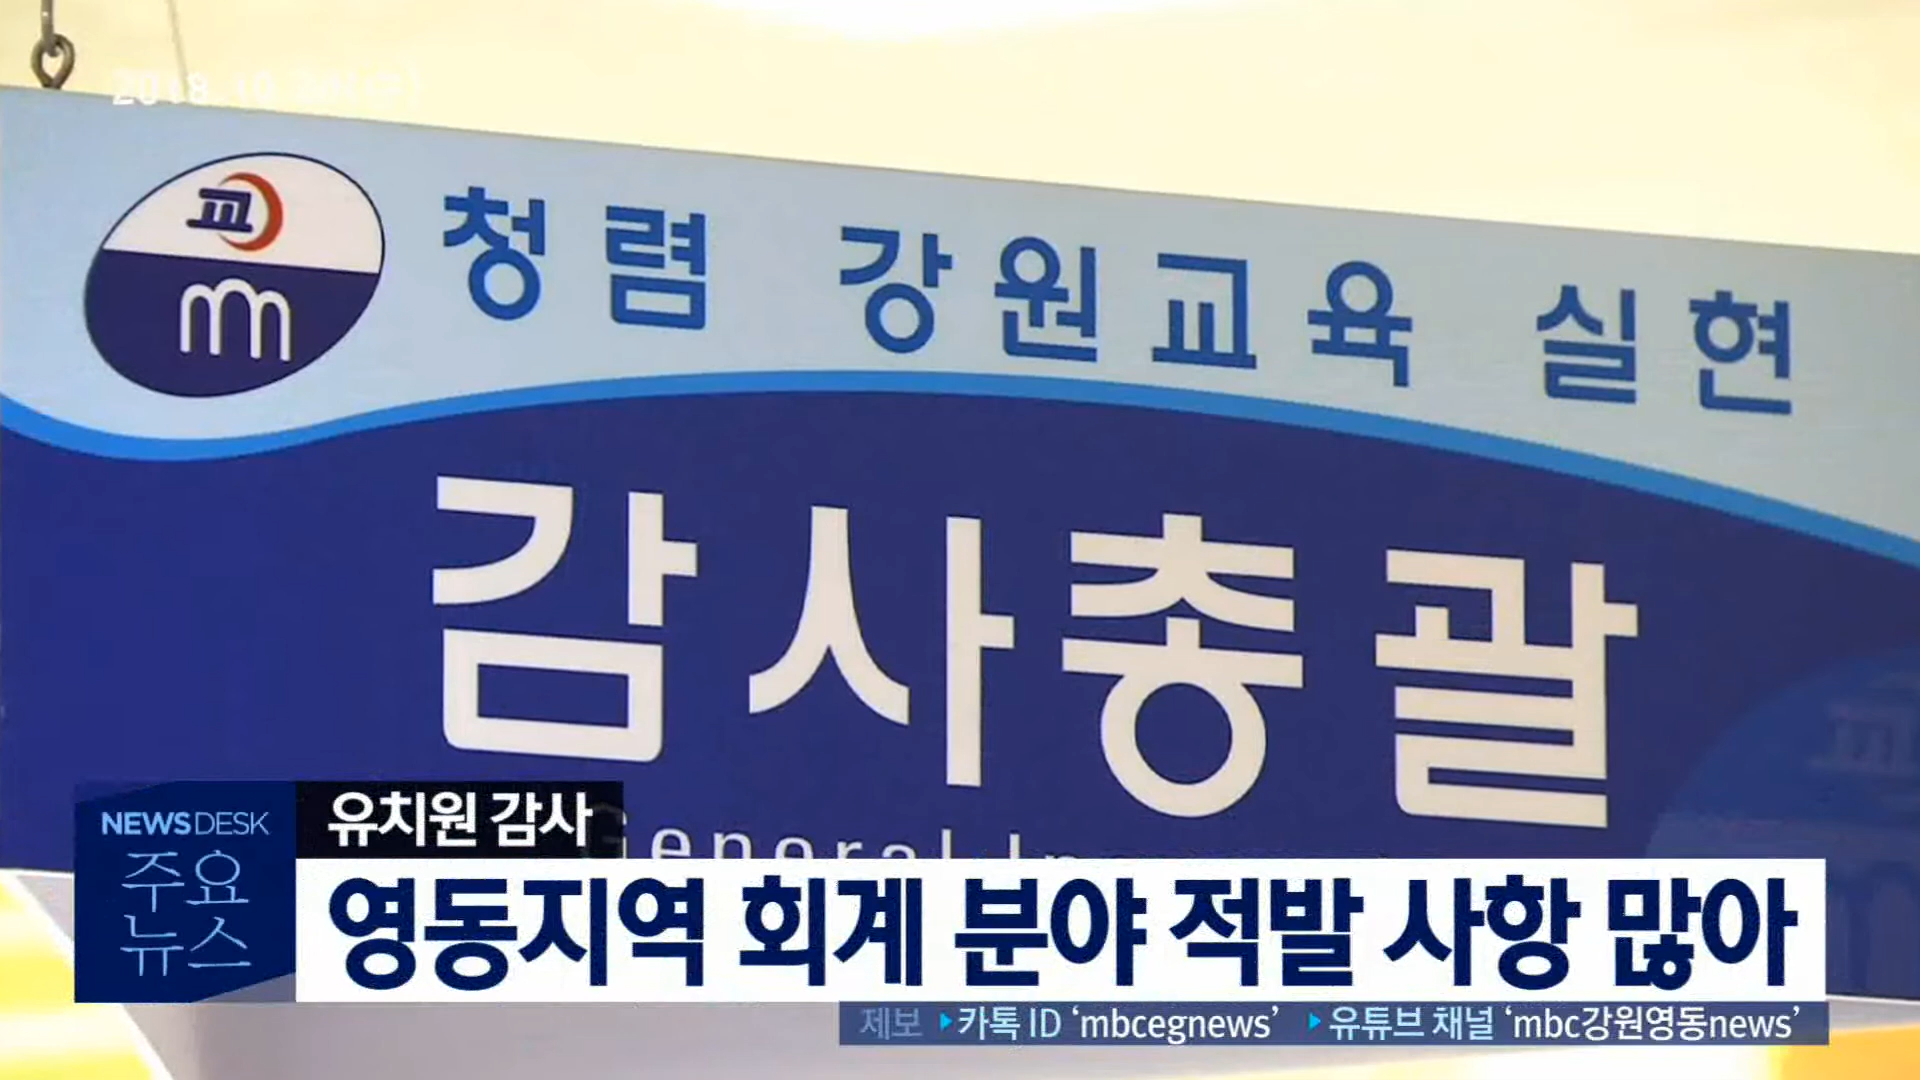 교
청렴 강원교육 실현
감사총괄
NEWSDESK
주요
뉴스
유치원 감사
General
영동지역 회계 분야 적발 사항 많아
제보 ▶카톡 ID ‘mbcegnews’ ▶유튜브 채널 ‘mbc강원영동news’